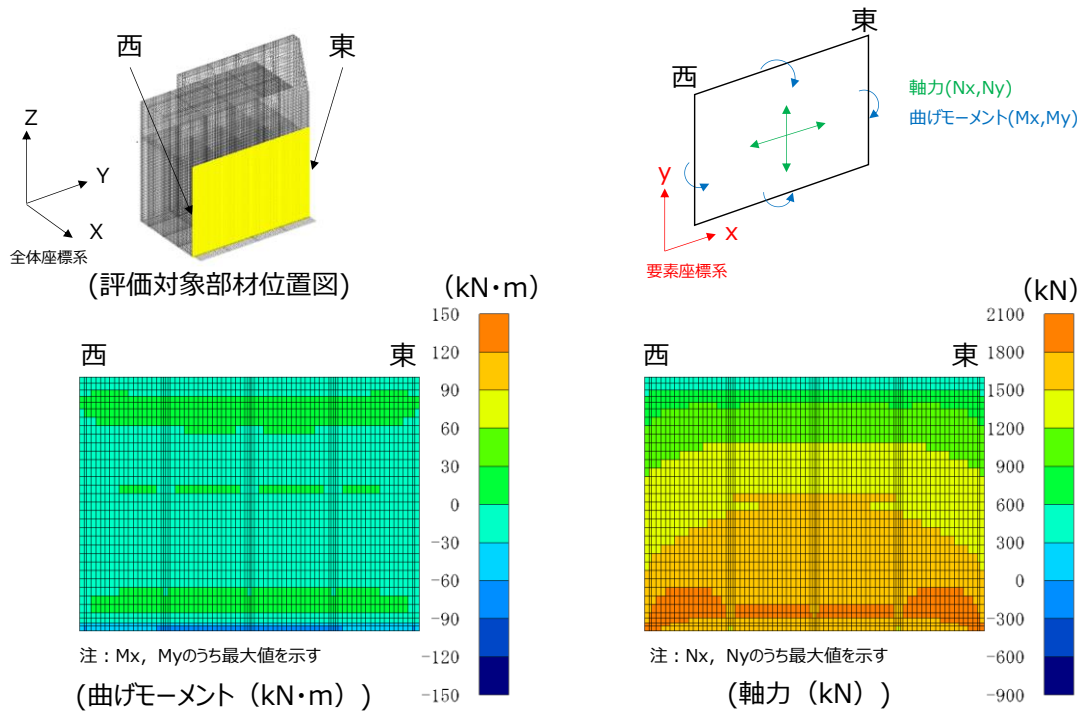 西
東
Z
Y
X
全体座標系
(評価対象部材位置図)
東
西
軸力(Nx,Ny)
曲げモーメント(Mx,My)
y
x
要素座標系
(kN・m)
西
東
150
120
90
60
30
0
-30
-60
-90
-120
-150
注：Mx，Myのうち最大値を示す
(曲げモーメント（kN・m）)
(kN)
西
東
2100
1800
1500
1200
900
600
300
0
-300
-600
-900
注：Nx，Nyのうち最大値を示す
(軸力（kN）)